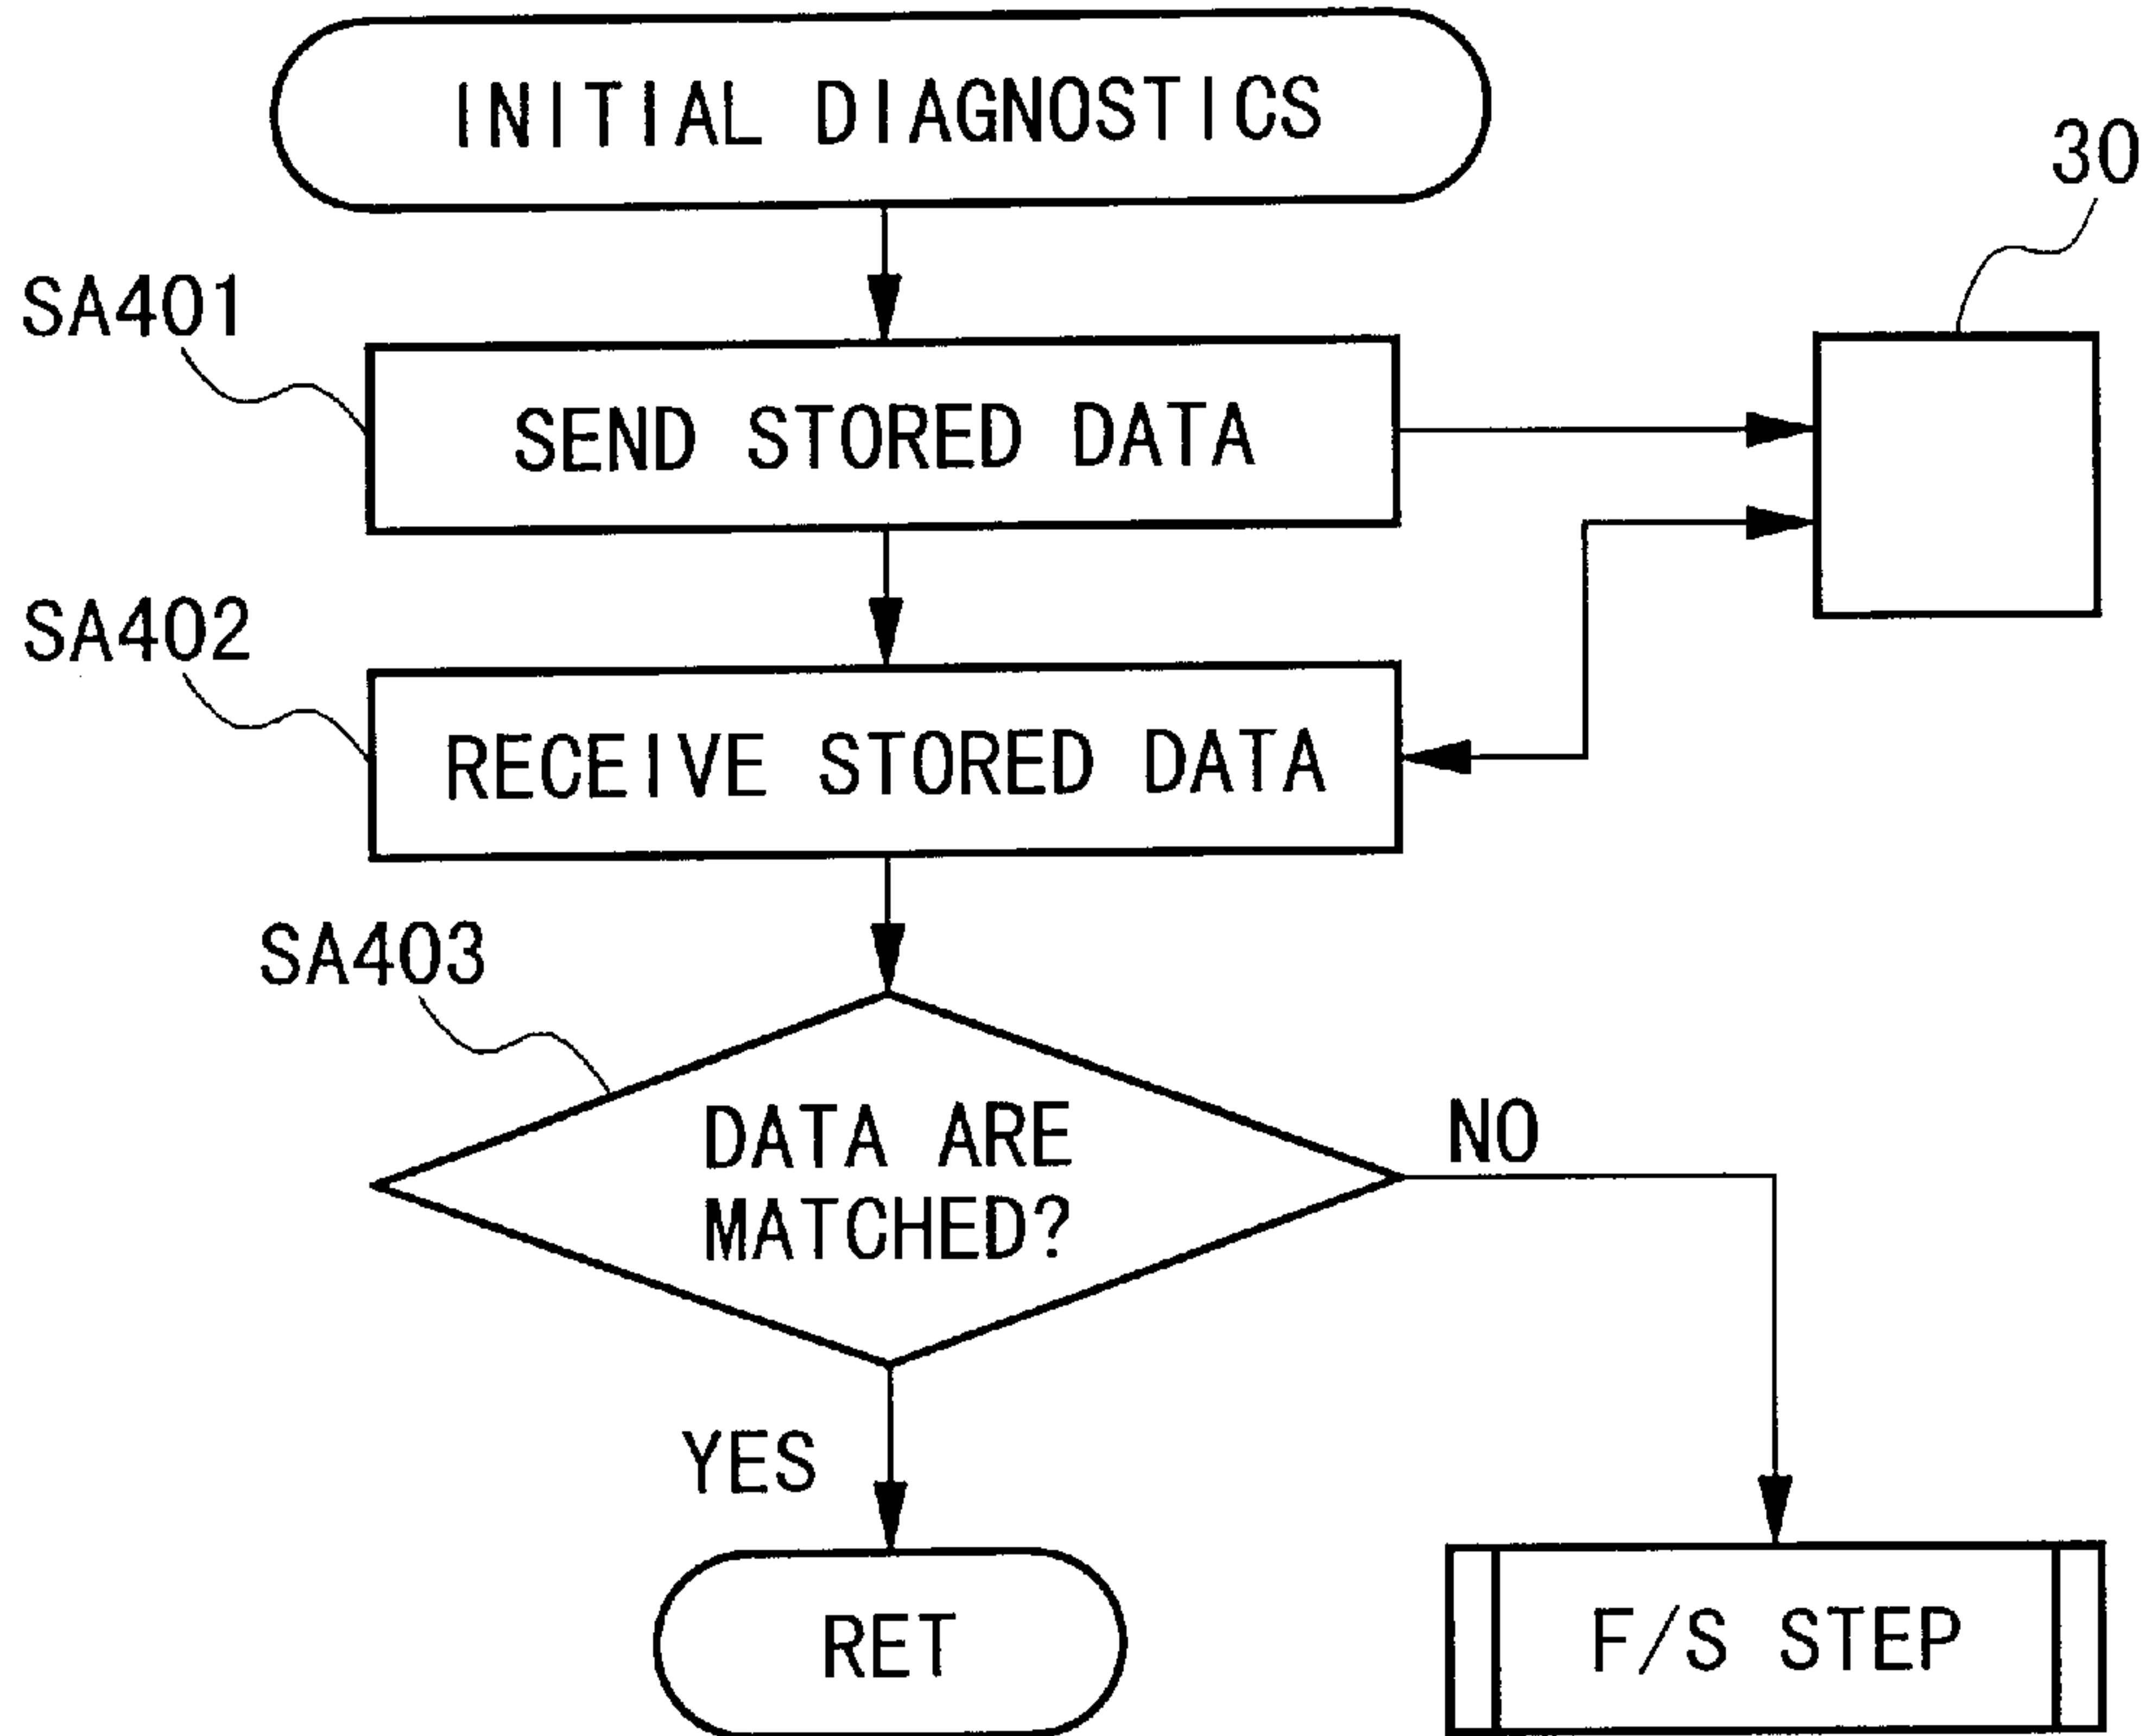 INITIAL DIAGNOSTICS
30
SA401
SEND STORED DATA
SA402
RECEIVE STORED DATA
SA403
DATA ARE
MATCHED?
NO
YES
RET
F/S STEP